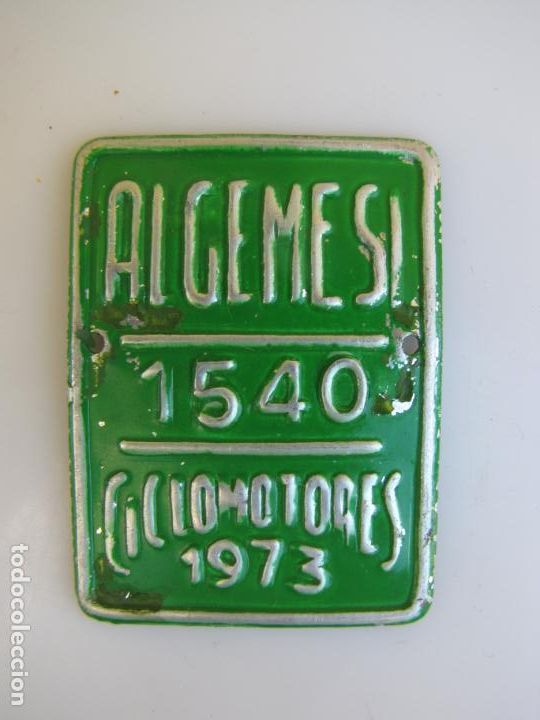 ALGEMESI
1540
CICLOMOTORES
1973
todocoleccion